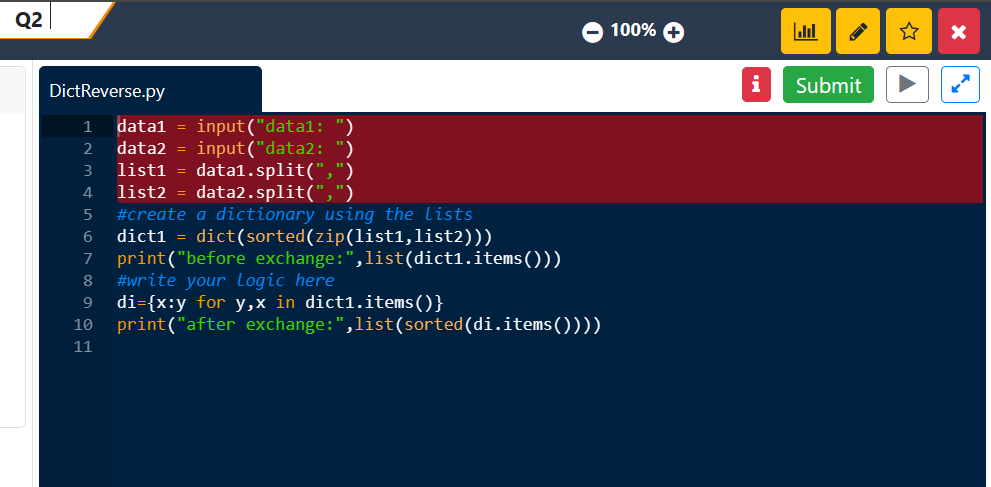 Q2
100%
DictReverse.py
i
Submit
1 data1 = input("data1: ")
2 data2 = input("data2: ")
3 list1 = data1.split(",")
4 list2 = data2.split(",")
5 #create a dictionary using the lists
6 dict1 = dict(sorted(zip(list1,list2)))
7 print("before exchange:",list(dict1.items()))
8 #write your logic here
9 di={x:y for y,x in dict1.items()}
10 print("after exchange:",list(sorted(di.items())))
11